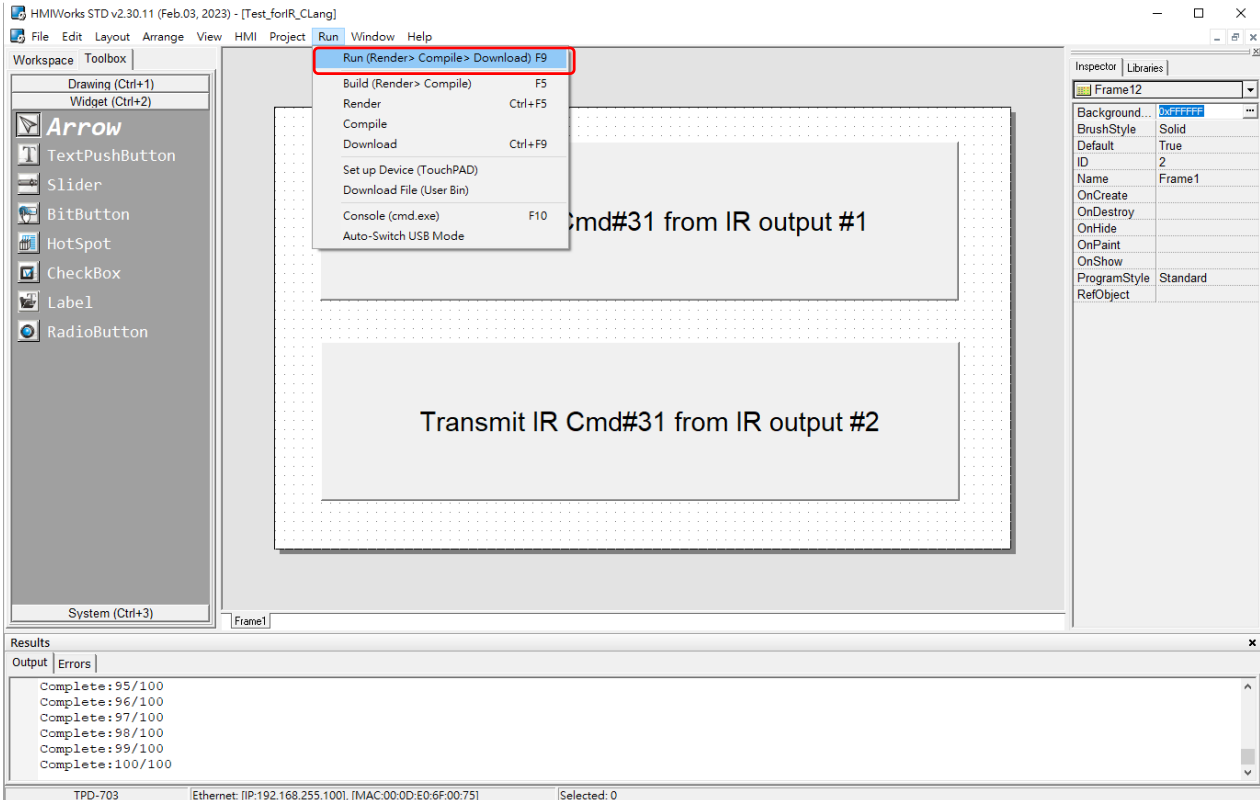 HMIWorks STD v2.30.11 (Feb.03, 2023) - [Test_forIR_CLang]
File Edit Layout Arrange View HMI Project Run Window Help
Workspace Toolbox
Drawing (Ctrl+1)
Widget (Ctrl+2)
Arrow
TextPushButton
Slider
BitButton
HotSpot
CheckBox
Label
RadioButton
System (Ctrl+3)
Run (Render> Compile> Download) F9
Build (Render> Compile) F5
Render Ctrl+F5
Compile
Download Ctrl+F9
Set up Device (TouchPAD)
Download File (User Bin)
Console (cmd.exe) F10
Auto-Switch USB Mode
Cmd#31 from IR output #1
Transmit IR Cmd#31 from IR output #2
Frame1
Inspector Libraries
Frame12
Background... 0xFFFFFF ...
BrushStyle Solid
Default True
ID 2
Name Frame1
OnCreate
OnDestroy
OnHide
OnPaint
OnShow
ProgramStyle Standard
RefObject
Results
Output Errors
Complete:95/100
Complete:96/100
Complete:97/100
Complete:98/100
Complete:99/100
Complete:100/100
TPD-703 Ethernet: [IP:192.168.255.100], [MAC:00:0D:E0:6F:00:75] Selected: 0